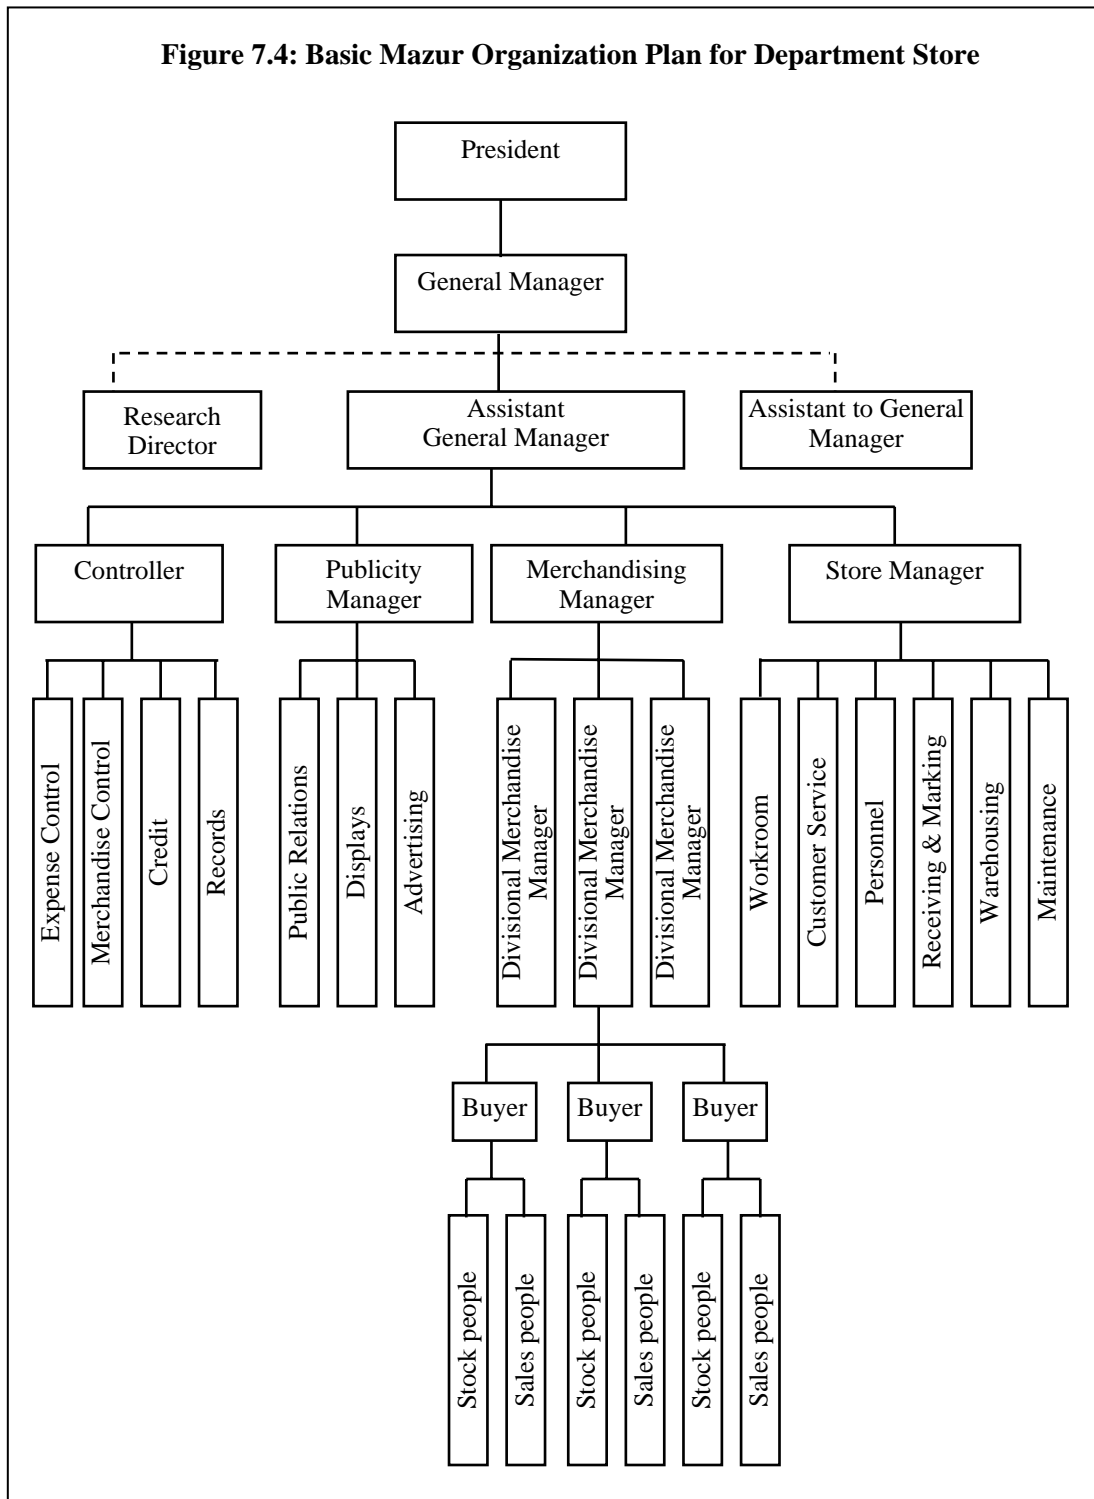 Figure 7.4: Basic Mazur Organization Plan for Department Store
President
General Manager
Research
Director
Assistant
General Manager
Assistant to General
Manager
Controller
Publicity
Manager
Merchandising
Manager
Store Manager
Expense Control
Merchandise Control
Credit
Records
Public Relations
Displays
Advertising
Divisional Merchandise
Manager
Divisional Merchandise
Manager
Divisional Merchandise
Manager
Workroom
Customer Service
Personnel
Receiving & Marking
Warehousing
Maintenance
Buyer
Buyer
Buyer
Stock people
Sales people
Stock people
Sales people
Stock people
Sales people